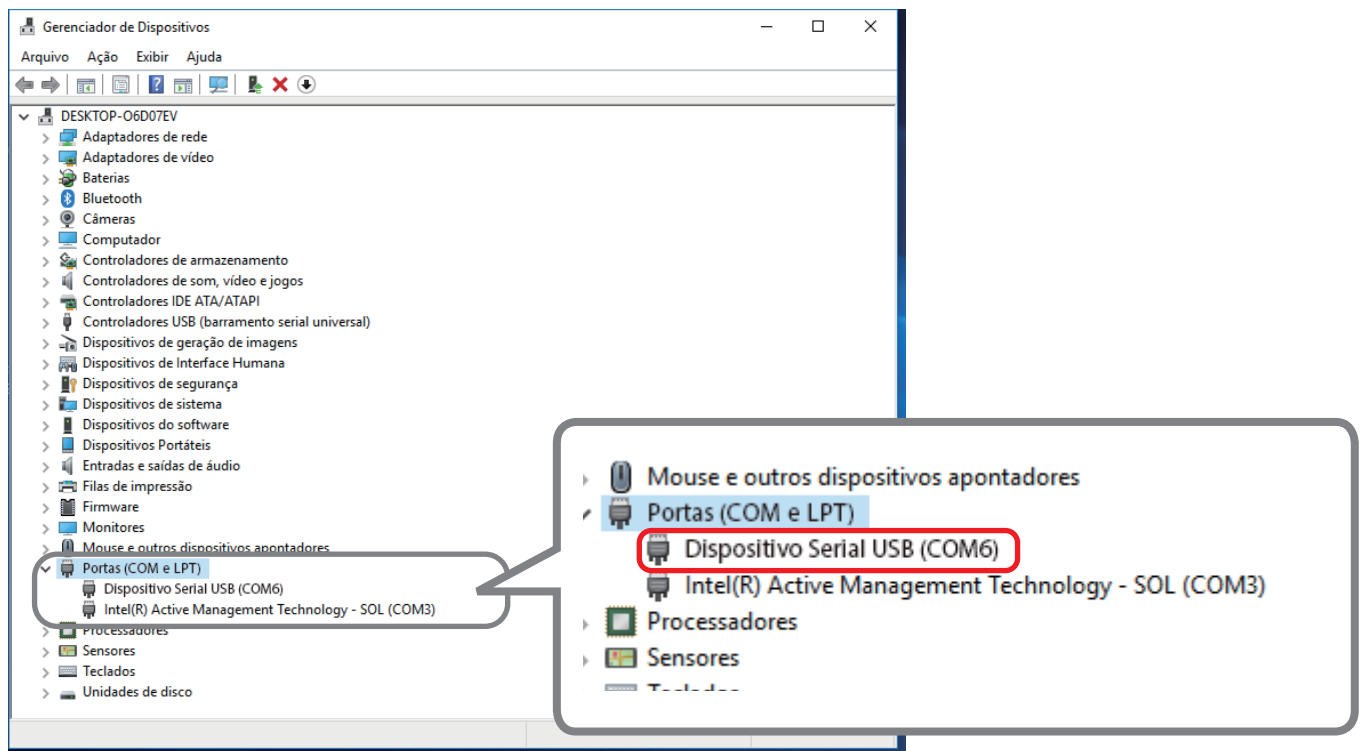 Gerenciador de Dispositivos
Arquivo Ação Exibir Ajuda
DESKTOP-O6D07EV
Adaptadores de rede
Adaptadores de vídeo
Baterias
Bluetooth
Câmeras
Computador
Controladores de armazenamento
Controladores de som, vídeo e jogos
Controladores IDE ATA/ATAPI
Controladores USB (barramento serial universal)
Dispositivos de geração de imagens
Dispositivos de Interface Humana
Dispositivos de segurança
Dispositivos de sistema
Dispositivos do software
Dispositivos Portáteis
Entradas e saídas de áudio
Filas de impressão
Firmware
Monitores
Mouse e outros dispositivos apontadores
Portas (COM e LPT)
Dispositivo Serial USB (COM6)
Intel(R) Active Management Technology - SOL (COM3)
Processadores
Sensores
Teclados
Unidades de disco
Mouse e outros dispositivos apontadores
Portas (COM e LPT)
Dispositivo Serial USB (COM6)
Intel(R) Active Management Technology - SOL (COM3)
Processadores
Sensores
Teclados